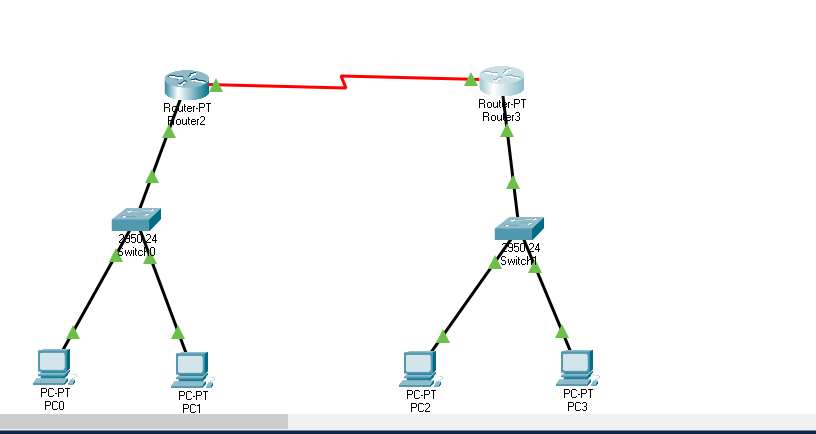 Router-PT
Router2
Router-PT
Router3
2950-24
Switch0
2950-24
Switch1
PC-PT
PC0
PC-PT
PC1
PC-PT
PC2
PC-PT
PC3